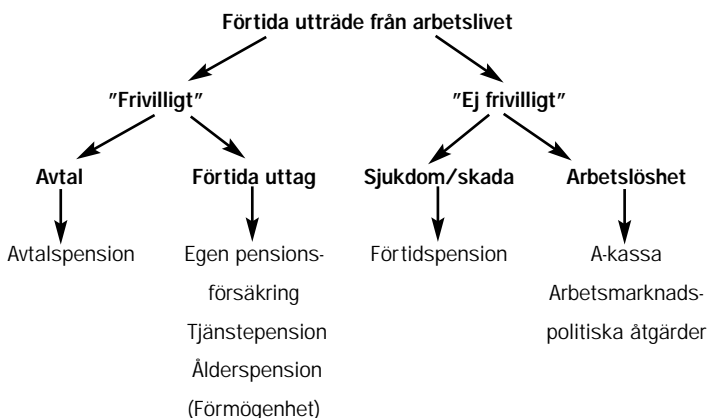 Förtida utträde från arbetslivet
"Frivilligt"
"Ej frivilligt"
Avtal
Förtida uttag
Sjukdom/skada
Arbetslöshet
Avtalspension
Egen pensions-
försäkring
Tjänstepension
Ålderspension
(Förmögenhet)
Förtidspension
A-kassa
Arbetsmarknads-
politiska åtgärder